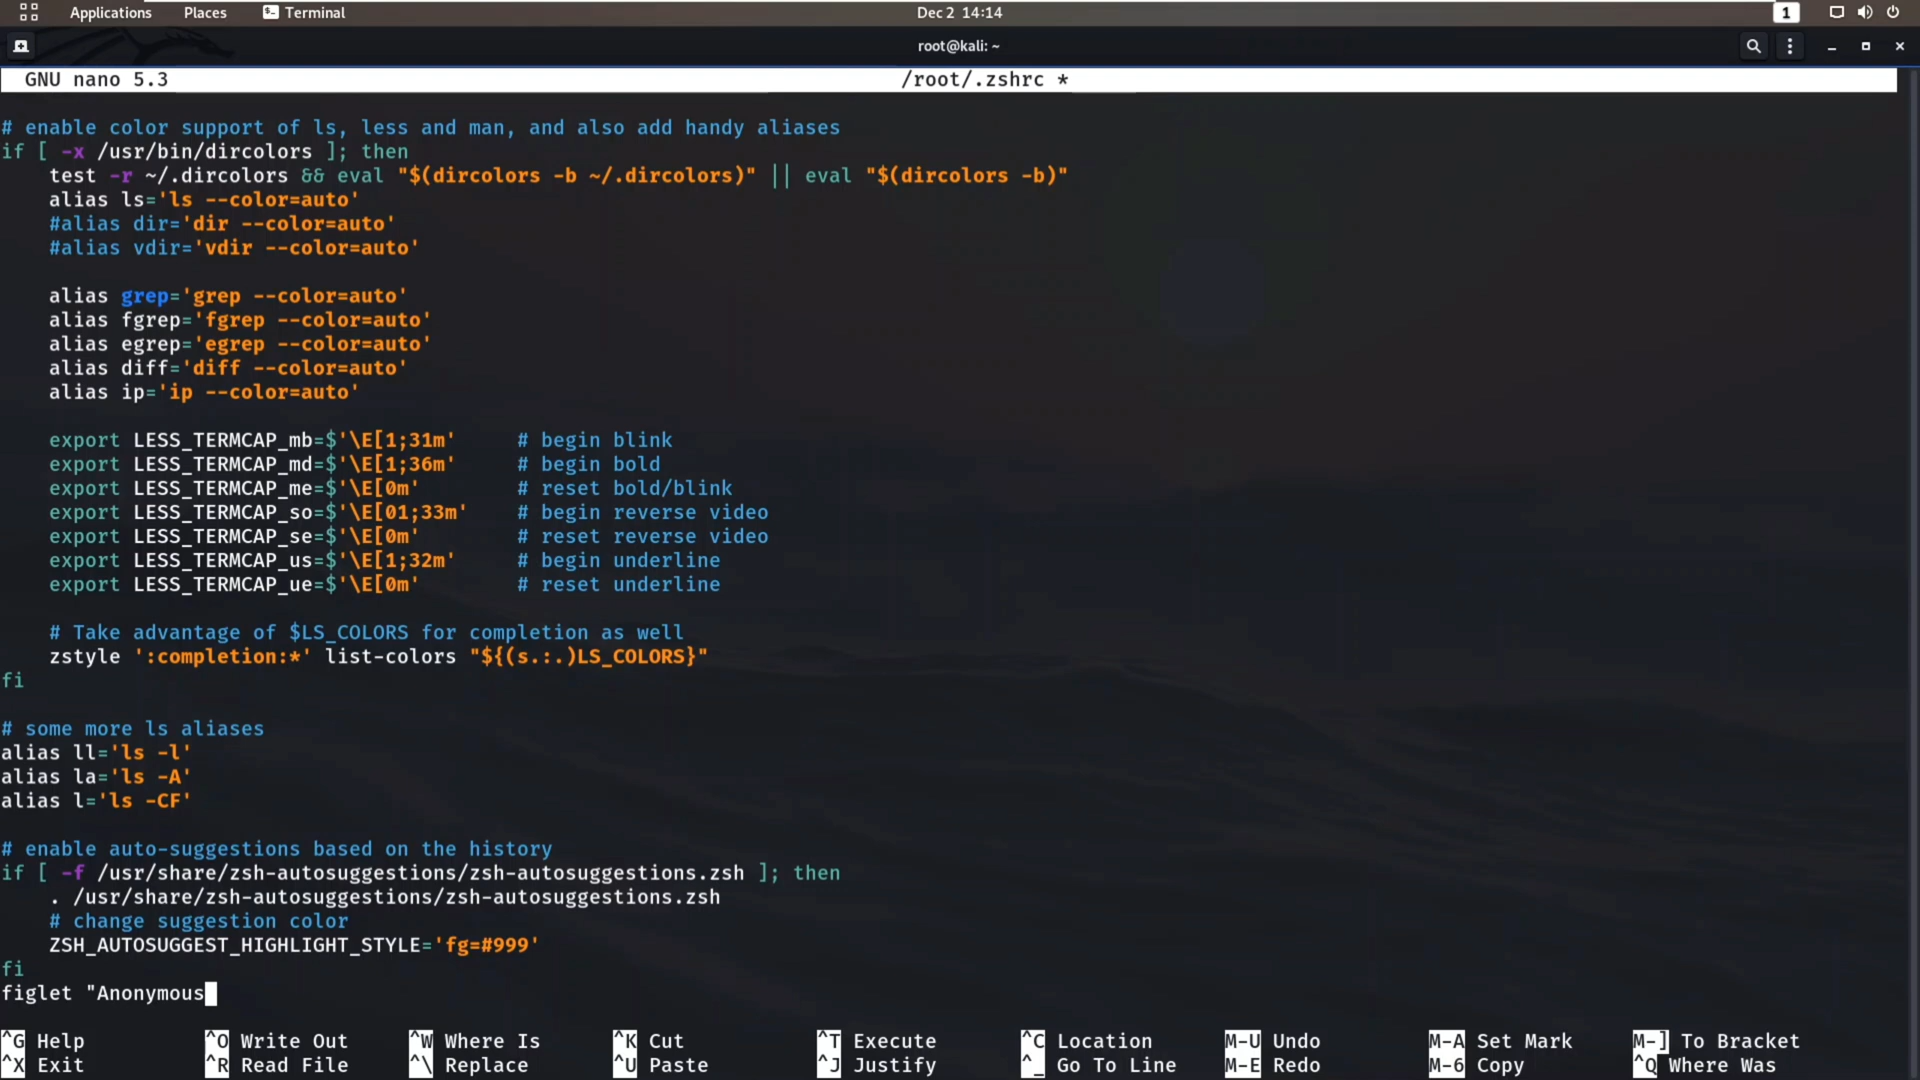 Applications Places Terminal Dec 2 14:14 1
root@kali: ~
GNU nano 5.3 /root/.zshrc *
# enable color support of ls, less and man, and also add handy aliases
if [ -x /usr/bin/dircolors ]; then
    test -r ~/.dircolors && eval "$(dircolors -b ~/.dircolors)" || eval "$(dircolors -b)"
    alias ls='ls --color=auto'
    #alias dir='dir --color=auto'
    #alias vdir='vdir --color=auto'
    alias grep='grep --color=auto'
    alias fgrep='fgrep --color=auto'
    alias egrep='egrep --color=auto'
    alias diff='diff --color=auto'
    alias ip='ip --color=auto'
    export LESS_TERMCAP_mb=$'\E[1;31m'     # begin blink
    export LESS_TERMCAP_md=$'\E[1;36m'     # begin bold
    export LESS_TERMCAP_me=$'\E[0m'        # reset bold/blink
    export LESS_TERMCAP_so=$'\E[01;33m'    # begin reverse video
    export LESS_TERMCAP_se=$'\E[0m'        # reset reverse video
    export LESS_TERMCAP_us=$'\E[1;32m'     # begin underline
    export LESS_TERMCAP_ue=$'\E[0m'        # reset underline
    # Take advantage of $LS_COLORS for completion as well
    zstyle ':completion:*' list-colors "${(s.:.)LS_COLORS}"
fi
# some more ls aliases
alias ll='ls -l'
alias la='ls -A'
alias l='ls -CF'
# enable auto-suggestions based on the history
if [ -f /usr/share/zsh-autosuggestions/zsh-autosuggestions.zsh ]; then
    . /usr/share/zsh-autosuggestions/zsh-autosuggestions.zsh
    # change suggestion color
    ZSH_AUTOSUGGEST_HIGHLIGHT_STYLE='fg=#999'
fi
figlet "Anonymous
^G Help ^O Write Out ^W Where Is ^K Cut ^T Execute ^C Location M-U Undo M-A Set Mark M-] To Bracket
^X Exit ^R Read File ^\ Replace ^U Paste ^J Justify ^_ Go To Line M-E Redo M-6 Copy ^Q Where Was